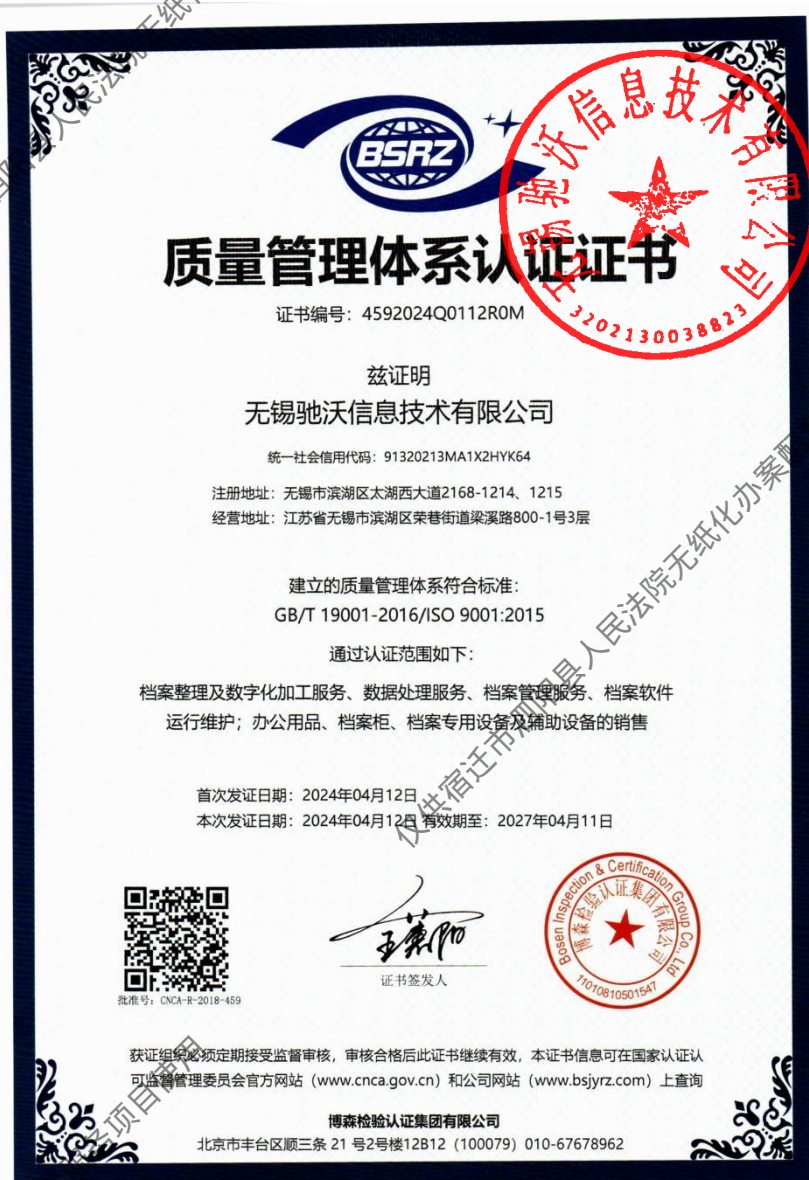 BSRZ
无锡驰沃信息技术有限公司
3202130038823
质量管理体系认证证书
证书编号：4592024Q0112R0M
兹证明
无锡驰沃信息技术有限公司
统一社会信用代码：91320213MA1X2HYK64
注册地址：无锡市滨湖区太湖西大道2168-1214、1215
经营地址：江苏省无锡市滨湖区荣巷街道梁溪路800-1号3层
建立的质量管理体系符合标准：
GB/T 19001-2016/ISO 9001:2015
通过认证范围如下：
档案整理及数字化加工服务、数据处理服务、档案管理服务、档案软件
运行维护；办公用品、档案柜、档案专用设备及辅助设备的销售
首次发证日期：2024年04月12日
本次发证日期：2024年04月12日 有效期至：2027年04月11日
批准号：CNCA-R-2018-459
证书签发人
Bosen Inspection & Certification Group Co., Ltd
博森检验认证集团有限公司
11010810501547
获证组织必须定期接受监督审核，审核合格后此证书继续有效，本证书信息可在国家认证认
可监督管理委员会官方网站（www.cnca.gov.cn）和公司网站（www.bsjyrz.com）上查询
博森检验认证集团有限公司
北京市丰台区顺三条 21 号2号楼12B12（100079）010-67678962
仅供宿迁市泗阳县人民法院无纸化办案
项目使用